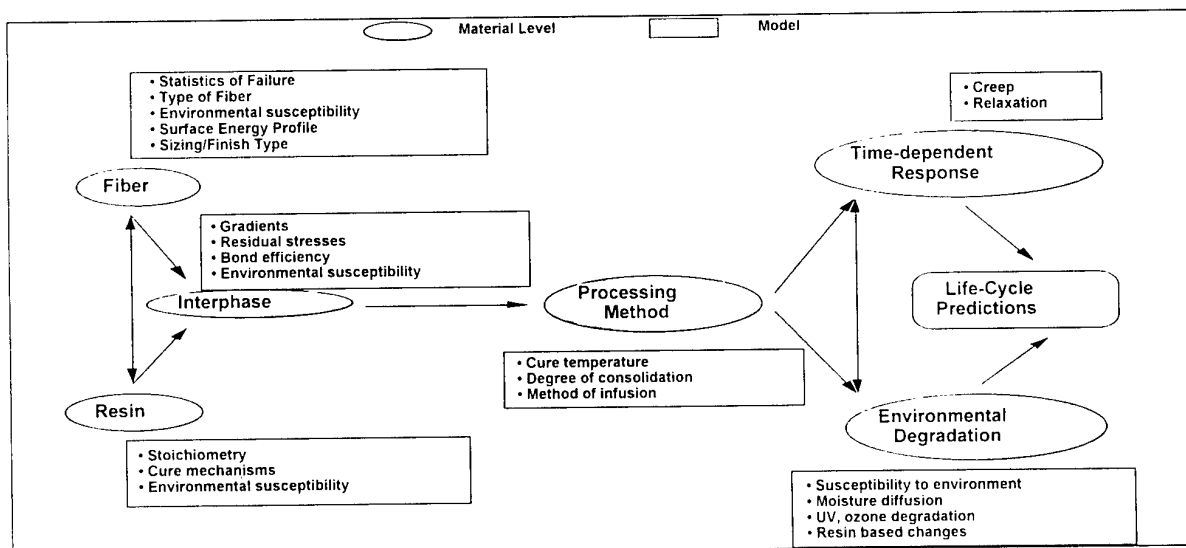 Material Level
Model
• Statistics of Failure
• Type of Fiber
• Environmental susceptibility
• Surface Energy Profile
• Sizing/Finish Type
Fiber
• Gradients
• Residual stresses
• Bond efficiency
• Environmental susceptibility
Interphase
Resin
• Stoichiometry
• Cure mechanisms
• Environmental susceptibility
Processing
Method
• Cure temperature
• Degree of consolidation
• Method of infusion
• Creep
• Relaxation
Time-dependent
Response
Life-Cycle
Predictions
Environmental
Degradation
• Susceptibility to environment
• Moisture diffusion
• UV, ozone degradation
• Resin based changes